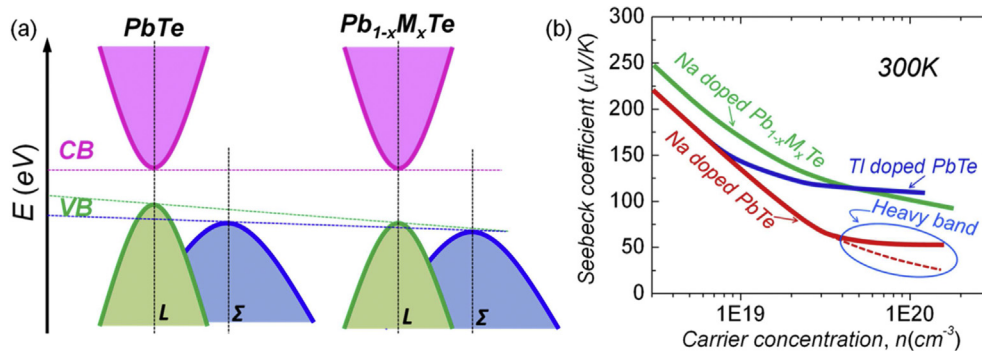 (a)
PbTe
Pb1-xMxTe
E (eV)
CB
VB
L
Σ
L
Σ
(b)
Seebeck coefficient (μV/K)
300
250
200
150
100
50
0
300K
Na doped Pb1-xMxTe
Na doped PbTe
Tl doped PbTe
Heavy band
1E19
1E20
Carrier concentration, n(cm-3)